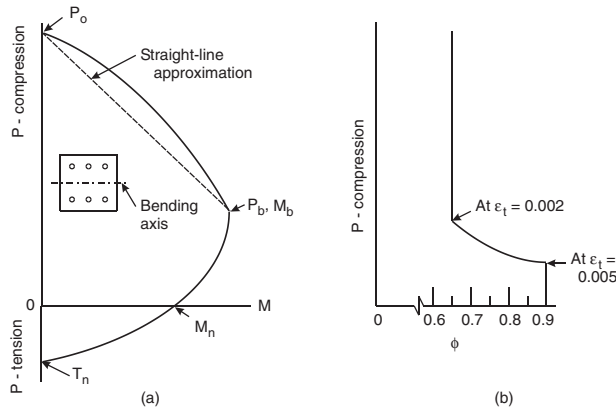 P - compression
P - tension
Po
Straight-line
approximation
Bending
axis
Pb, Mb
0
M
Mn
Tn
(a)
P - compression
At εt = 0.002
At εt =
0.005
0
0.6
0.7
0.8
0.9
ϕ
(b)